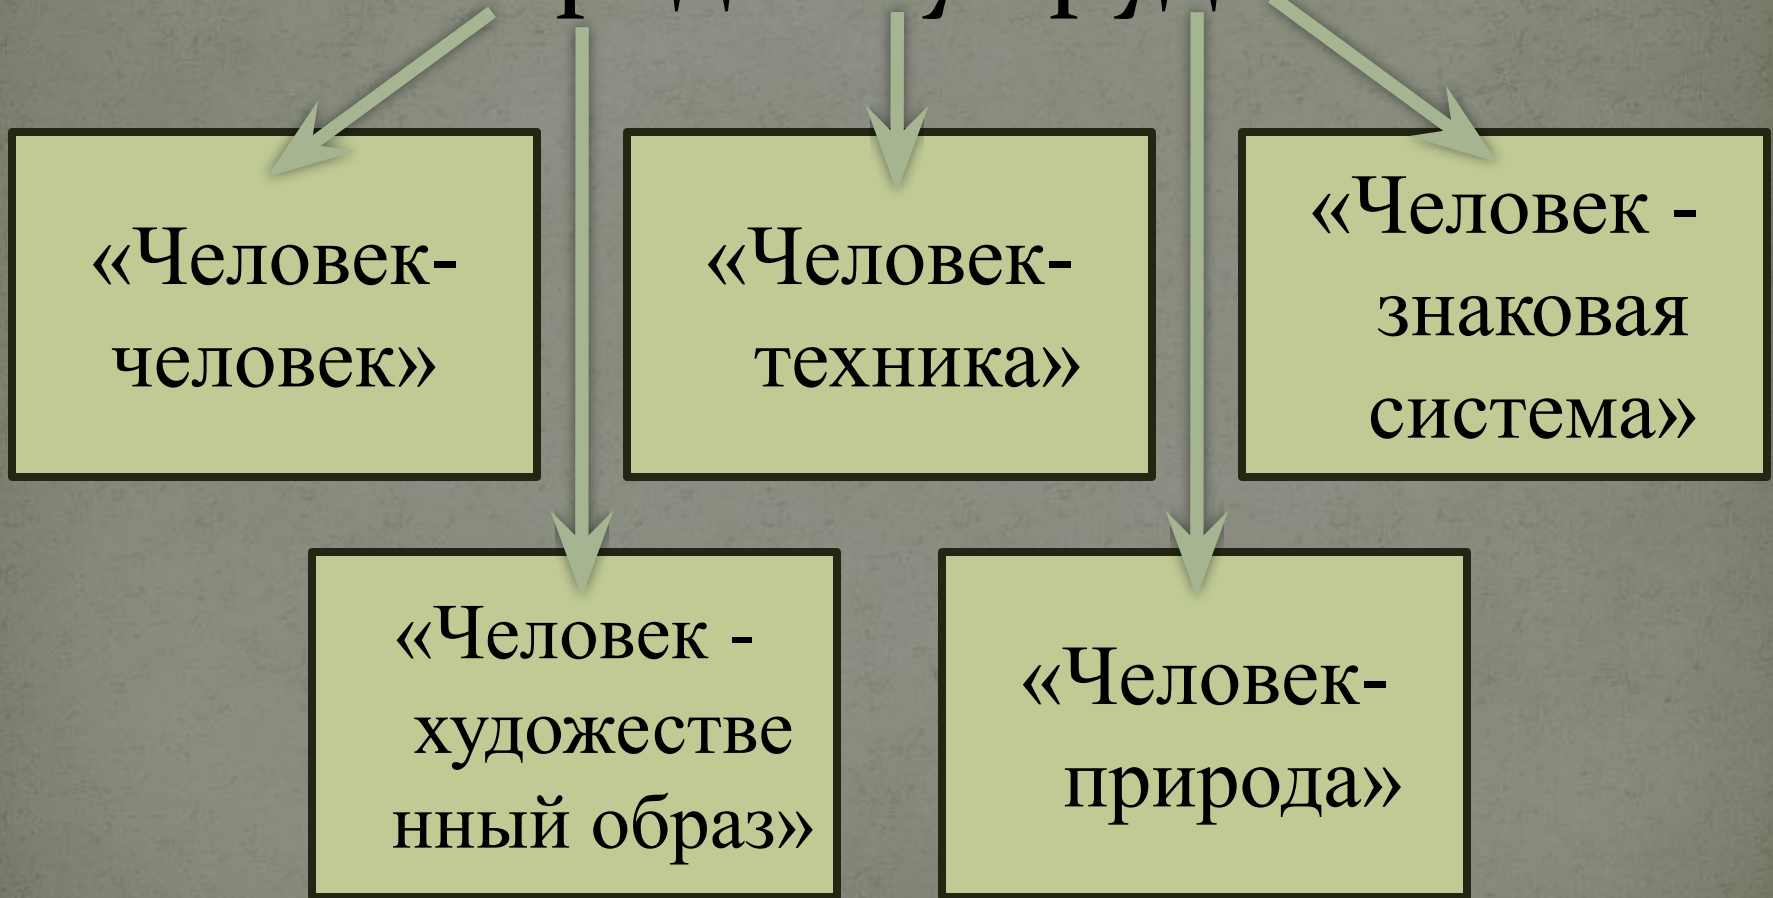 «Человек-
человек»
«Человек-
техника»
«Человек -
знаковая
система»
«Человек -
художестве
нный образ»
«Человек-
природа»